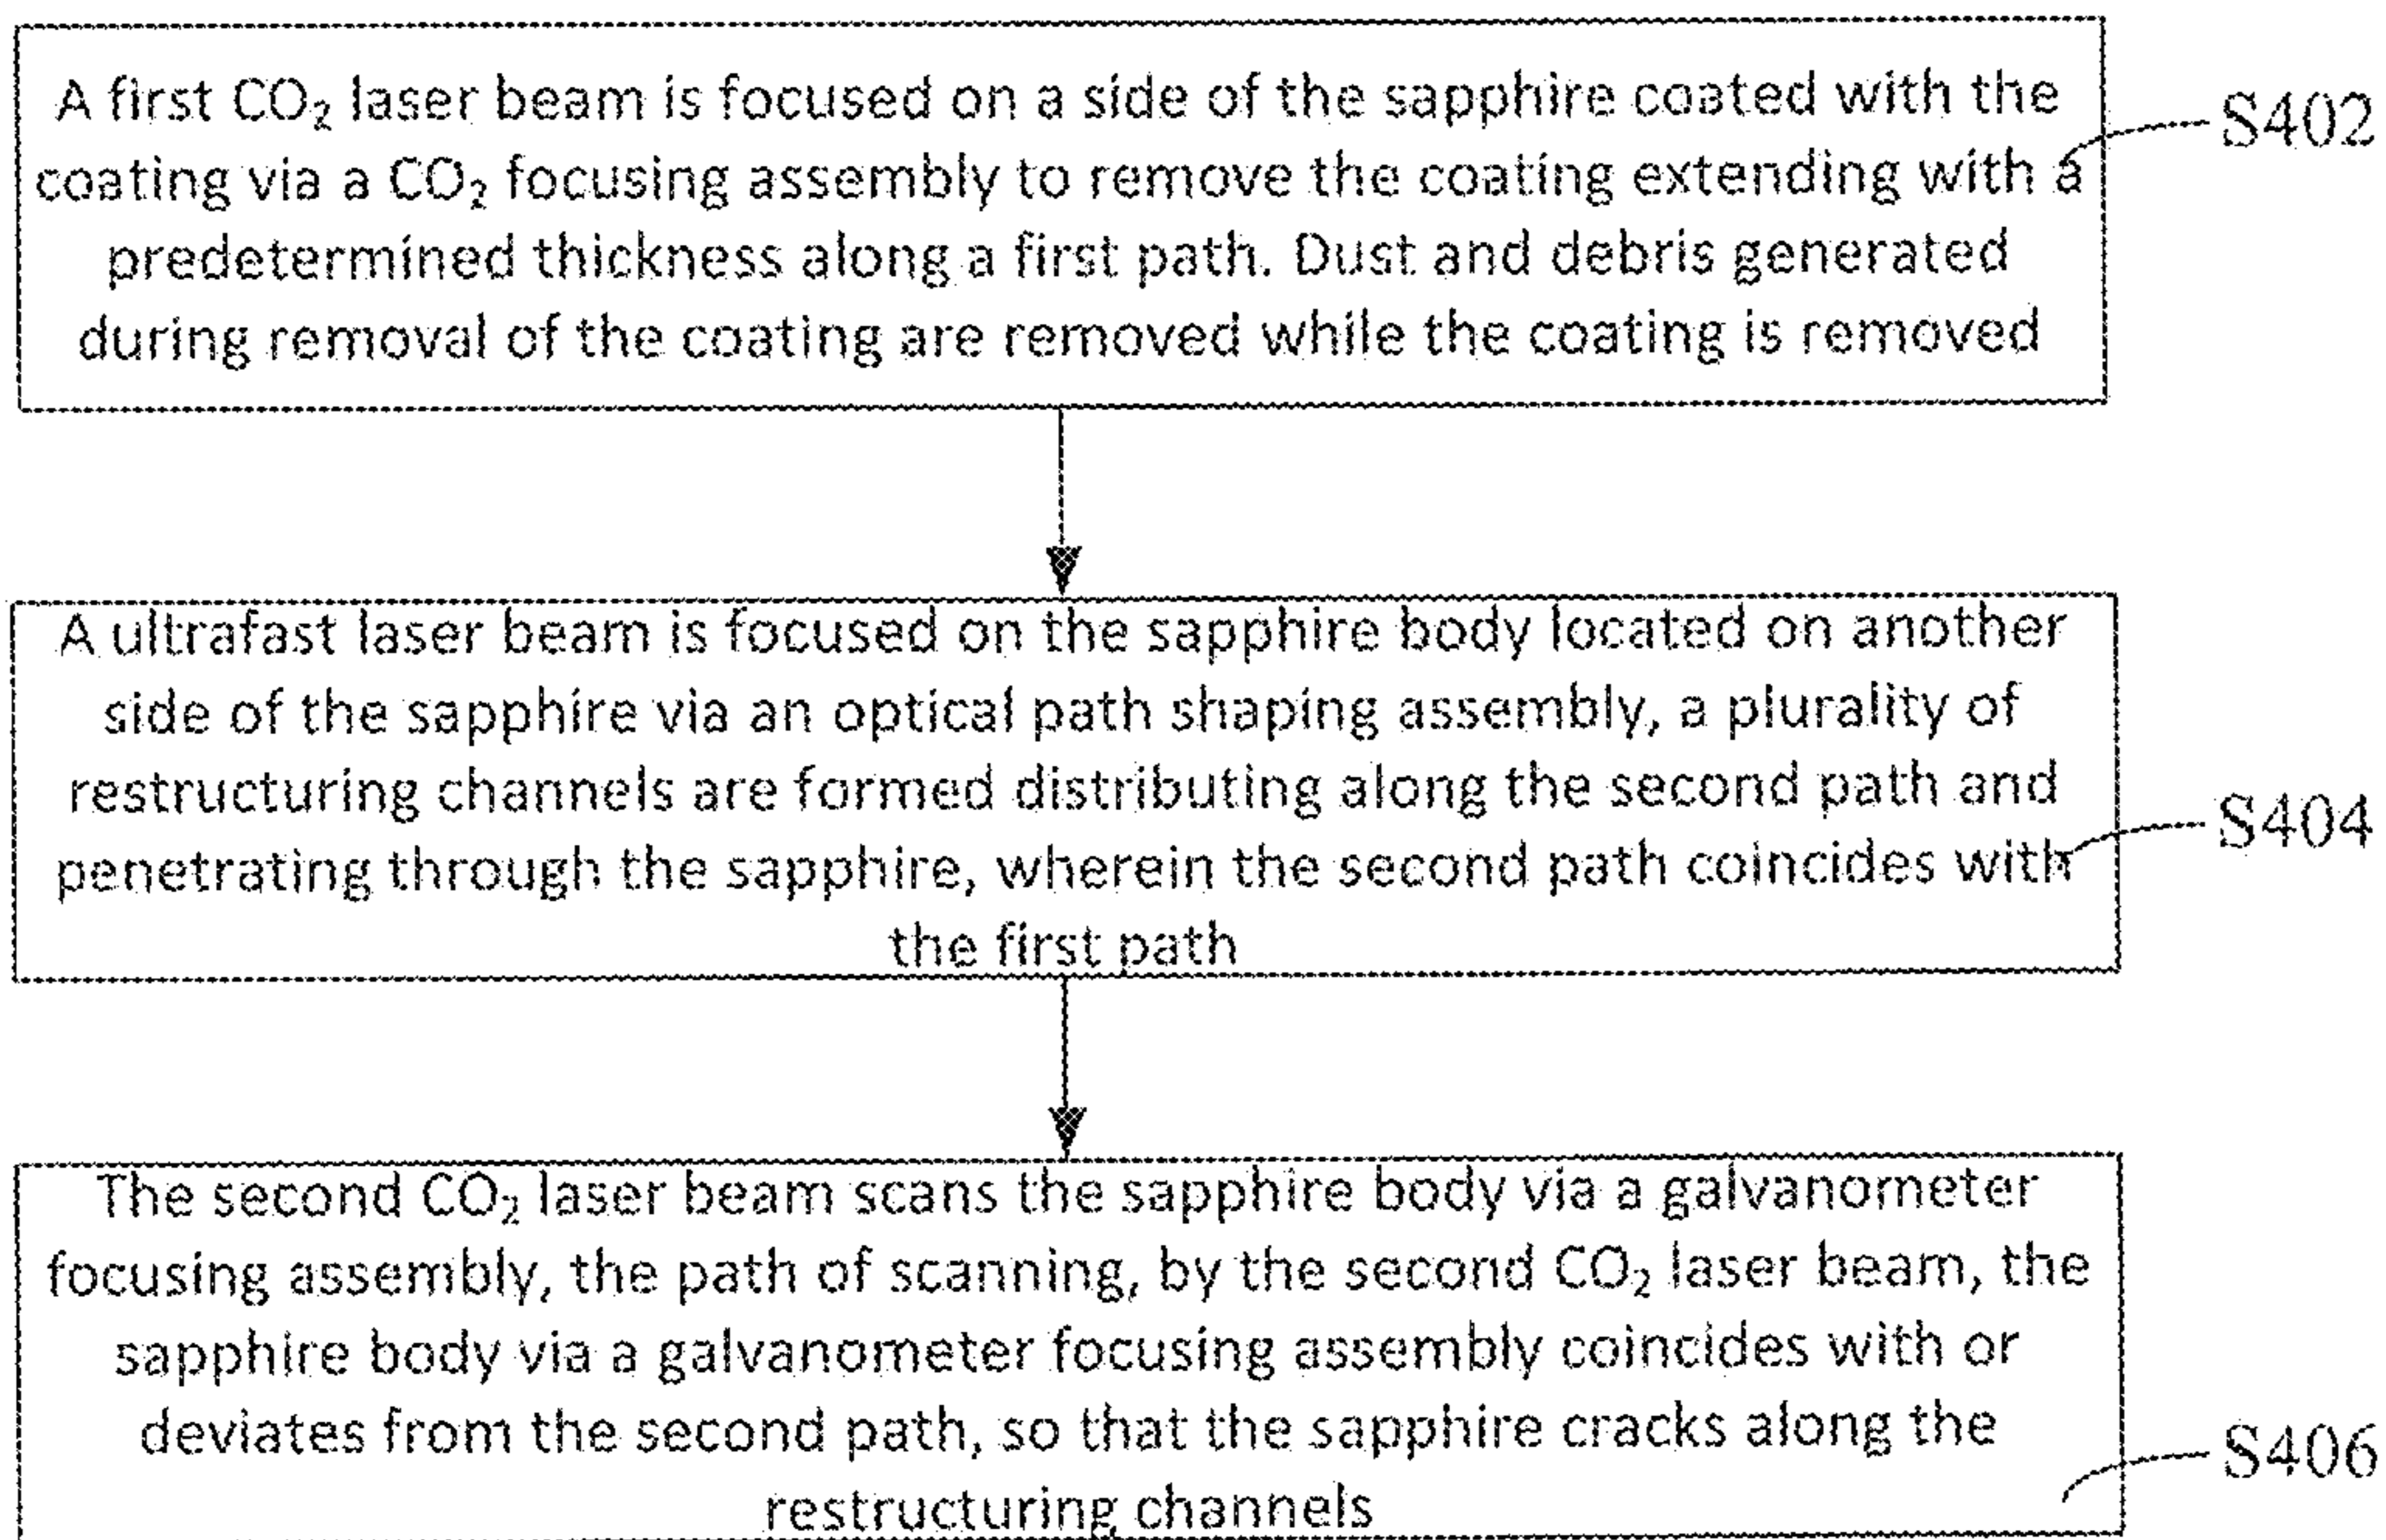 A first CO₂ laser beam is focused on a side of the sapphire coated with the
coating via a CO₂ focusing assembly to remove the coating extending with a
predetermined thickness along a first path. Dust and debris generated
during removal of the coating are removed while the coating is removed
S402
A ultrafast laser beam is focused on the sapphire body located on another
side of the sapphire via an optical path shaping assembly, a plurality of
restructuring channels are formed distributing along the second path and
penetrating through the sapphire, wherein the second path coincides with
the first path
S404
The second CO₂ laser beam scans the sapphire body via a galvanometer
focusing assembly, the path of scanning, by the second CO₂ laser beam, the
sapphire body via a galvanometer focusing assembly coincides with or
deviates from the second path, so that the sapphire cracks along the
restructuring channels
S406